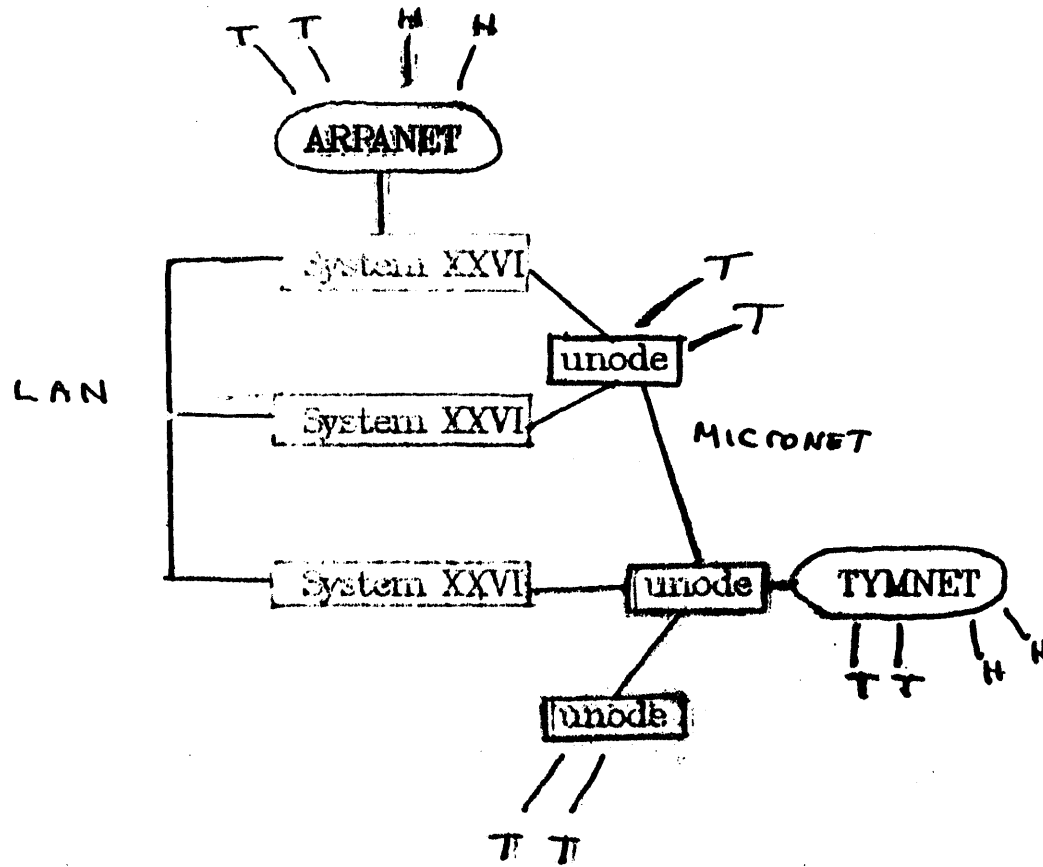 T T H H
ARPANET
System XXVI
T
T
unode
LAN
System XXVI
MICRONET
System XXVI
unode
TYMNET
T T H H
unode
T T